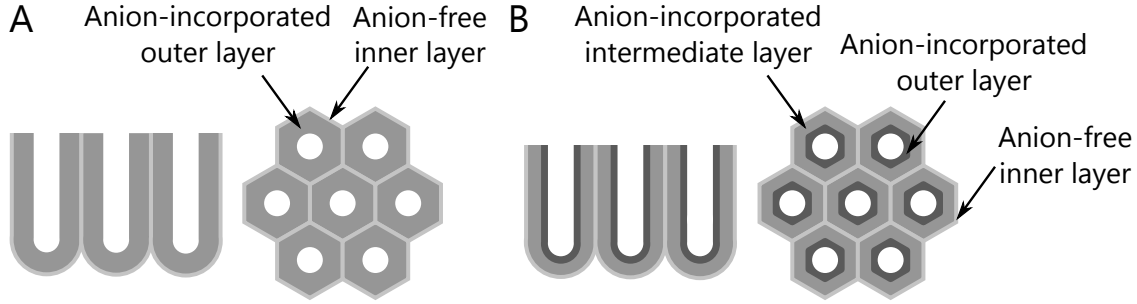 A
Anion-incorporated
outer layer
Anion-free
inner layer
B
Anion-incorporated
intermediate layer
Anion-incorporated
outer layer
Anion-free
inner layer